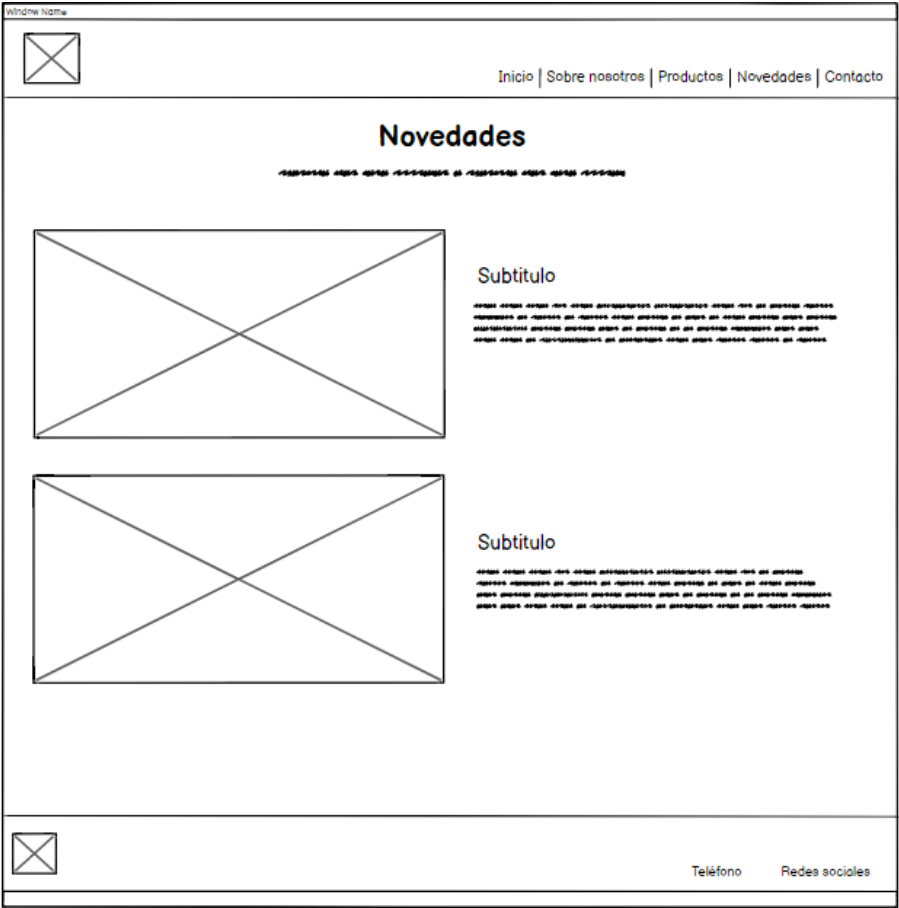 Window Name
Inicio | Sobre nosotros | Productos | Novedades | Contacto
Novedades
Subtitulo
Subtitulo
Teléfono Redes sociales